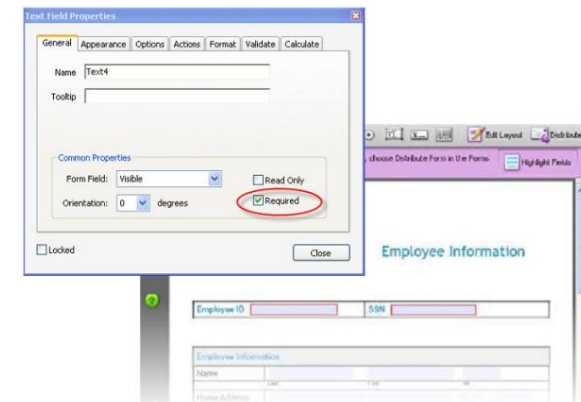 Text Field Properties
General Appearance Options Actions Format Validate Calculate
Name Text4
Tooltip
Common Properties
Form Field: Visible
Read Only
Orientation: 0 degrees
Required
Locked
Close
Edit Layout Distribute
, choose Distribute Form in the Forms
Highlight Fields
Employee Information
Employee ID
SSN
Employee Information
Name
Last
First
Home Address